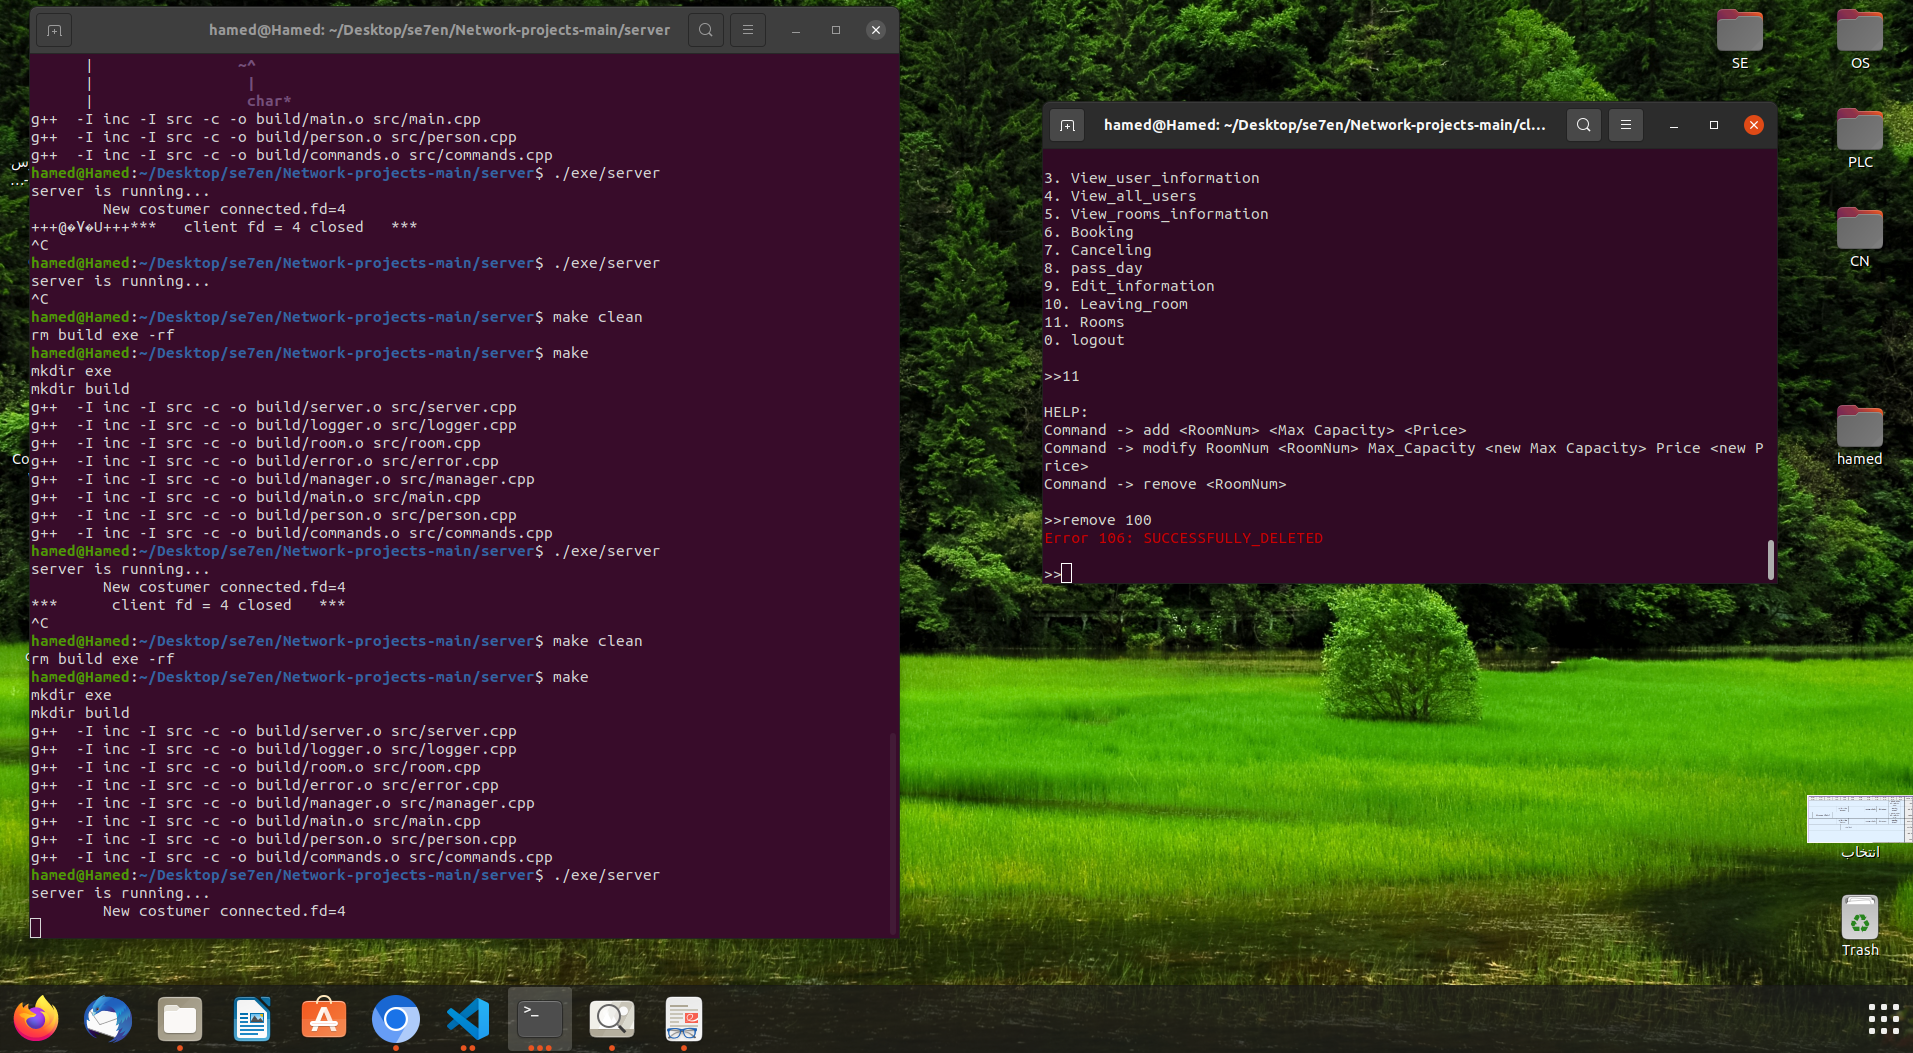 hamed@Hamed: ~/Desktop/se7en/Network-projects-main/server
|                ~^
|                 |
|                 char*
g++  -I inc -I src -c -o build/main.o src/main.cpp
g++  -I inc -I src -c -o build/person.o src/person.cpp
g++  -I inc -I src -c -o build/commands.o src/commands.cpp
hamed@Hamed:~/Desktop/se7en/Network-projects-main/server$ ./exe/server
server is running...
        New costumer connected.fd=4
+++@�V�U+++***   client fd = 4 closed   ***
^C
hamed@Hamed:~/Desktop/se7en/Network-projects-main/server$ ./exe/server
server is running...
^C
hamed@Hamed:~/Desktop/se7en/Network-projects-main/server$ make clean
rm build exe -rf
hamed@Hamed:~/Desktop/se7en/Network-projects-main/server$ make
mkdir exe
mkdir build
g++  -I inc -I src -c -o build/server.o src/server.cpp
g++  -I inc -I src -c -o build/logger.o src/logger.cpp
g++  -I inc -I src -c -o build/room.o src/room.cpp
g++  -I inc -I src -c -o build/error.o src/error.cpp
g++  -I inc -I src -c -o build/manager.o src/manager.cpp
g++  -I inc -I src -c -o build/main.o src/main.cpp
g++  -I inc -I src -c -o build/person.o src/person.cpp
g++  -I inc -I src -c -o build/commands.o src/commands.cpp
hamed@Hamed:~/Desktop/se7en/Network-projects-main/server$ ./exe/server
server is running...
        New costumer connected.fd=4
***      client fd = 4 closed   ***
^C
hamed@Hamed:~/Desktop/se7en/Network-projects-main/server$ make clean
rm build exe -rf
hamed@Hamed:~/Desktop/se7en/Network-projects-main/server$ make
mkdir exe
mkdir build
g++  -I inc -I src -c -o build/server.o src/server.cpp
g++  -I inc -I src -c -o build/logger.o src/logger.cpp
g++  -I inc -I src -c -o build/room.o src/room.cpp
g++  -I inc -I src -c -o build/error.o src/error.cpp
g++  -I inc -I src -c -o build/manager.o src/manager.cpp
g++  -I inc -I src -c -o build/main.o src/main.cpp
g++  -I inc -I src -c -o build/person.o src/person.cpp
g++  -I inc -I src -c -o build/commands.o src/commands.cpp
hamed@Hamed:~/Desktop/se7en/Network-projects-main/server$ ./exe/server
server is running...
        New costumer connected.fd=4
hamed@Hamed: ~/Desktop/se7en/Network-projects-main/cl...
3. View_user_information
4. View_all_users
5. View_rooms_information
6. Booking
7. Canceling
8. pass_day
9. Edit_information
10. Leaving_room
11. Rooms
0. logout
>>11
HELP:
Command -> add <RoomNum> <Max Capacity> <Price>
Command -> modify RoomNum <RoomNum> Max_Capacity <new Max Capacity> Price <new P
rice>
Command -> remove <RoomNum>
>>remove 100
Error 106: SUCCESSFULLY_DELETED
>>
SE
OS
PLC
CN
hamed
انتخاب
Trash